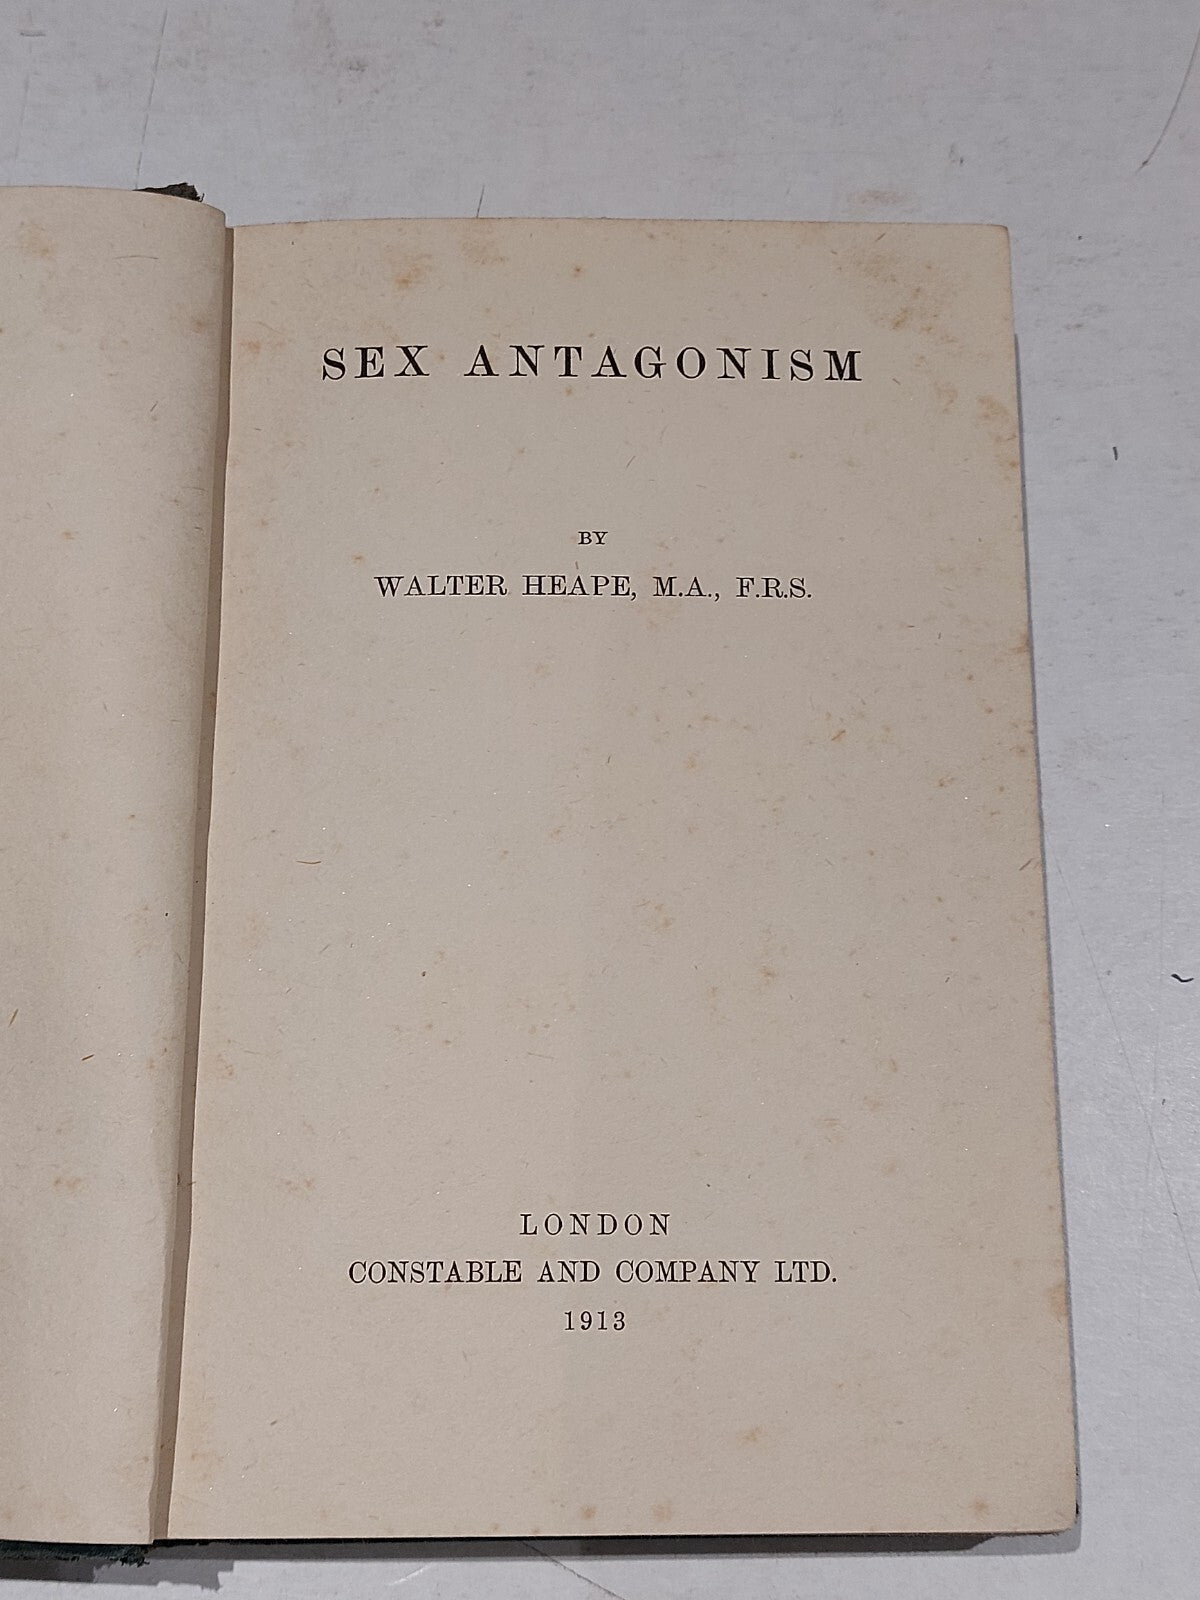 SEX ANTAGONISM
BY
WALTER HEAPE, M.A., F.R.S.
LONDON
CONSTABLE AND COMPANY LTD.
1913